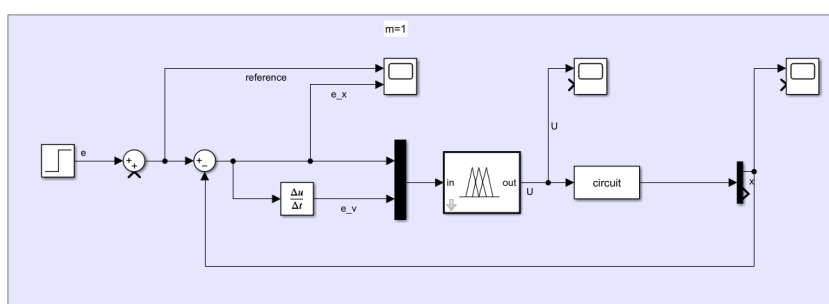 m=1
reference
e_x
e
U
+
+
+
−
Δu
Δt
e_v
in
out
U
circuit
x